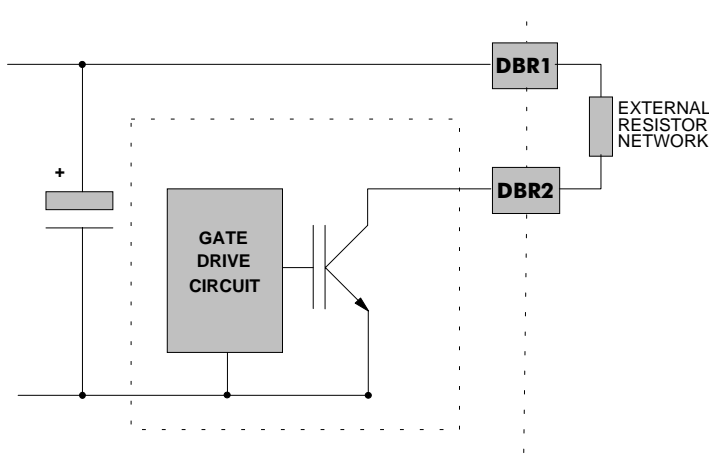 DBR1
EXTERNAL
RESISTOR
NETWORK
+
DBR2
GATE
DRIVE
CIRCUIT